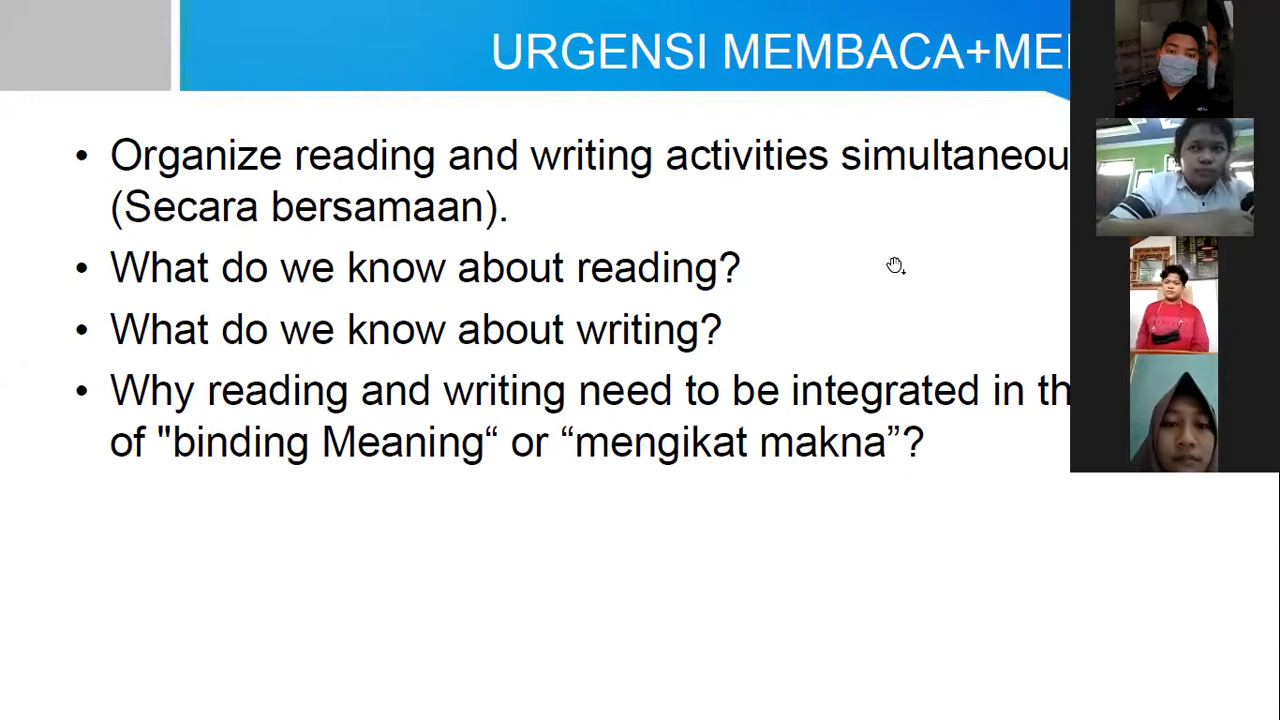 URGENSI MEMBACA+ME
• Organize reading and writing activities simultaneou
(Secara bersamaan).
• What do we know about reading?
• What do we know about writing?
• Why reading and writing need to be integrated in th
of "binding Meaning“ or “mengikat makna”?